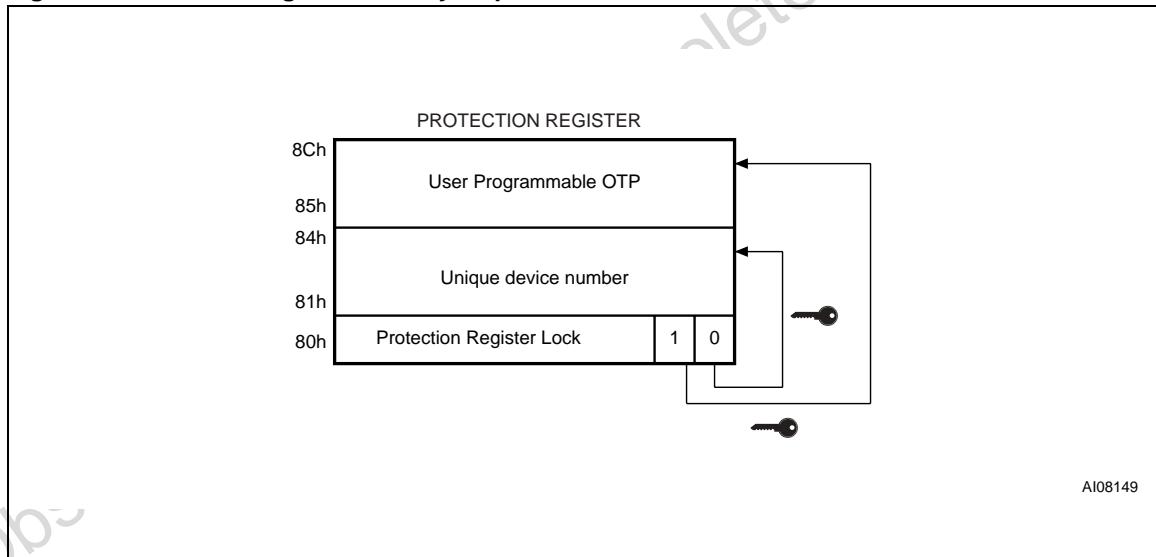 PROTECTION REGISTER
8Ch
User Programmable OTP
85h
84h
Unique device number
81h
80h
Protection Register Lock
1
0
AI08149